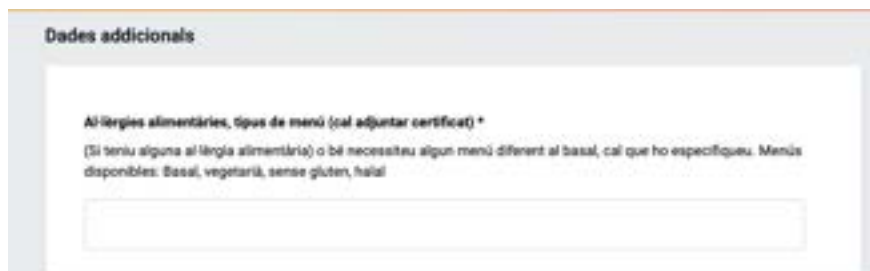 Dades addicionals
Al·lèrgies alimentàries, tipus de menú (cal adjuntar certificat) *
(Si teniu alguna al·lèrgia alimentària) o bé necessiteu algun menú diferent al basal, cal que ho especifiqueu. Menús
disponibles: Basal, vegetarià, sense gluten, halal